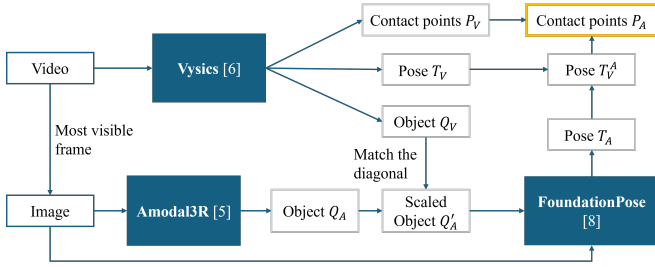 Contact points P_V
Contact points P_A
Video
Vysics [6]
Pose T_V
Pose T_V^A
Most visible
frame
Object Q_V
Pose T_A
Match the
diagonal
Image
Amodal3R [5]
Object Q_A
Scaled
Object Q'_A
FoundationPose
[8]